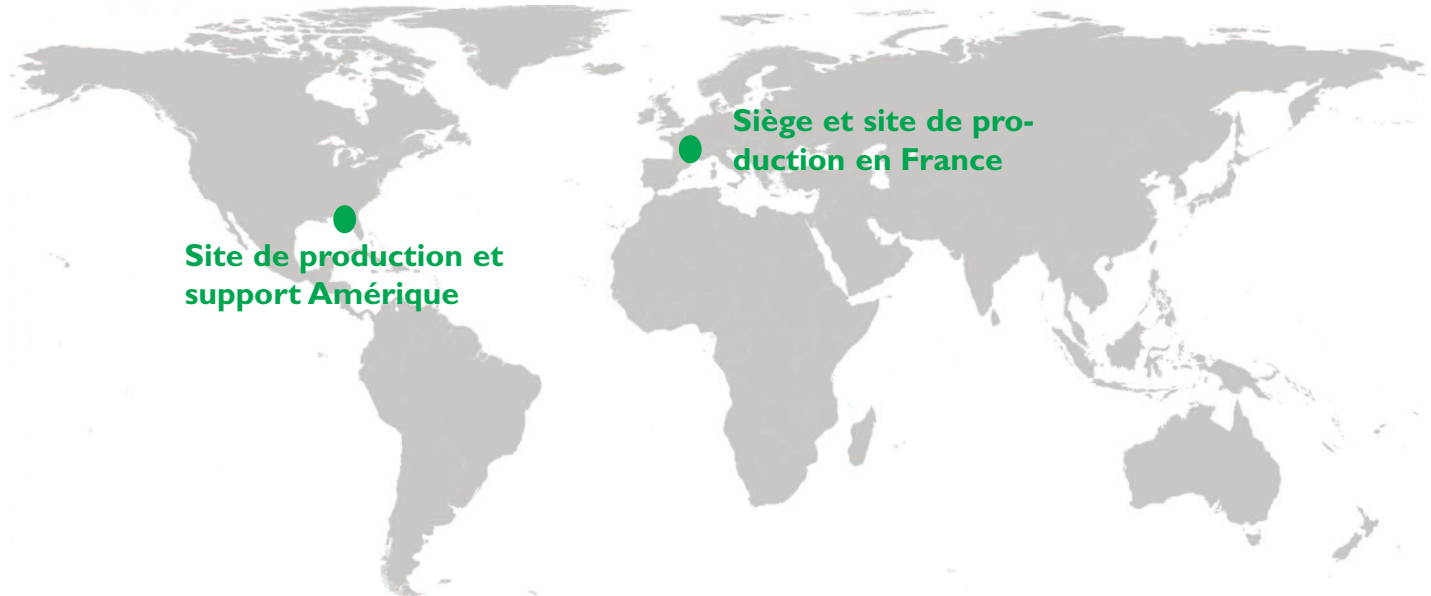 Siège et site de pro-
duction en France
Site de production et
support Amérique